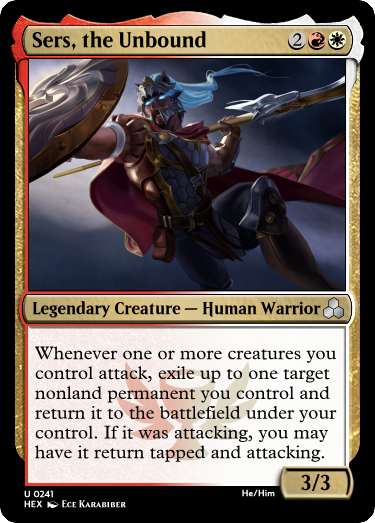 Sers, the Unbound 2
Legendary Creature — Human Warrior
Whenever one or more creatures you
control attack, exile up to one target
nonland permanent you control and
return it to the battlefield under your
control. If it was attacking, you may
have it return tapped and attacking.
3/3
U 0241 He/Him
HEX Ece Karabiber